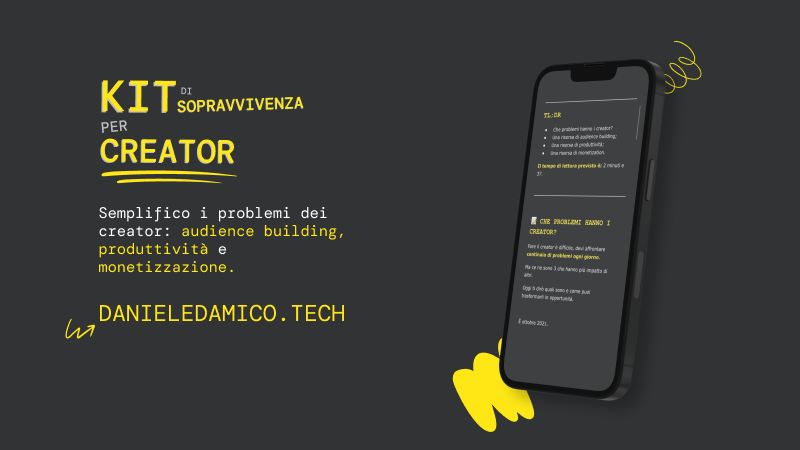 KIT DI
SOPRAVVIVENZA
PER
CREATOR
Semplifico i problemi dei
creator: audience building,
produttività e
monetizzazione.
DANIELEDAMICO.TECH
TL;DR
• Che problemi hanno i creator?
• Una risorsa di audience building;
• Una risorsa di produttività;
• Una risorsa di monetization.
Il tempo di lettura previsto è: 2 minuti e
37.
CHE PROBLEMI HANNO I
CREATOR?
Fare il creator è difficile, devi affrontare
centinaia di problemi ogni giorno.
Ma ce ne sono 3 che hanno più impatto di
altri.
Oggi ti dirò quali sono e come puoi
trasformarli in opportunità.
È ottobre 2021.